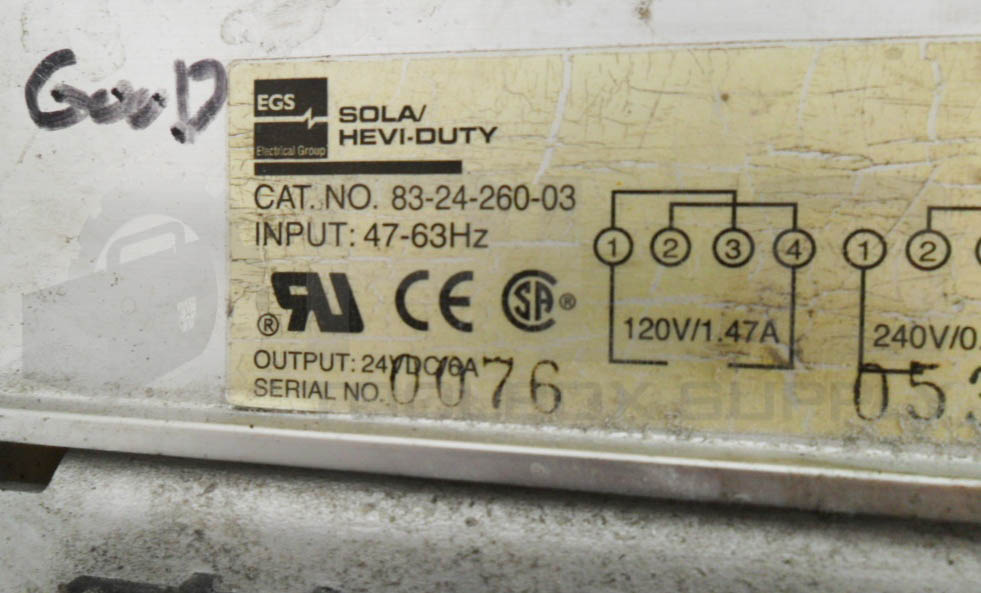 GooD
EGS
Electrical Group
SOLA/
HEVI-DUTY
CAT. NO. 83-24-260-03
INPUT: 47-63Hz
1 2 3 4 1 2
® UR CE SA®
120V/1.47A 240V/0.
OUTPUT: 24VDC/6A
SERIAL NO. 0076 053